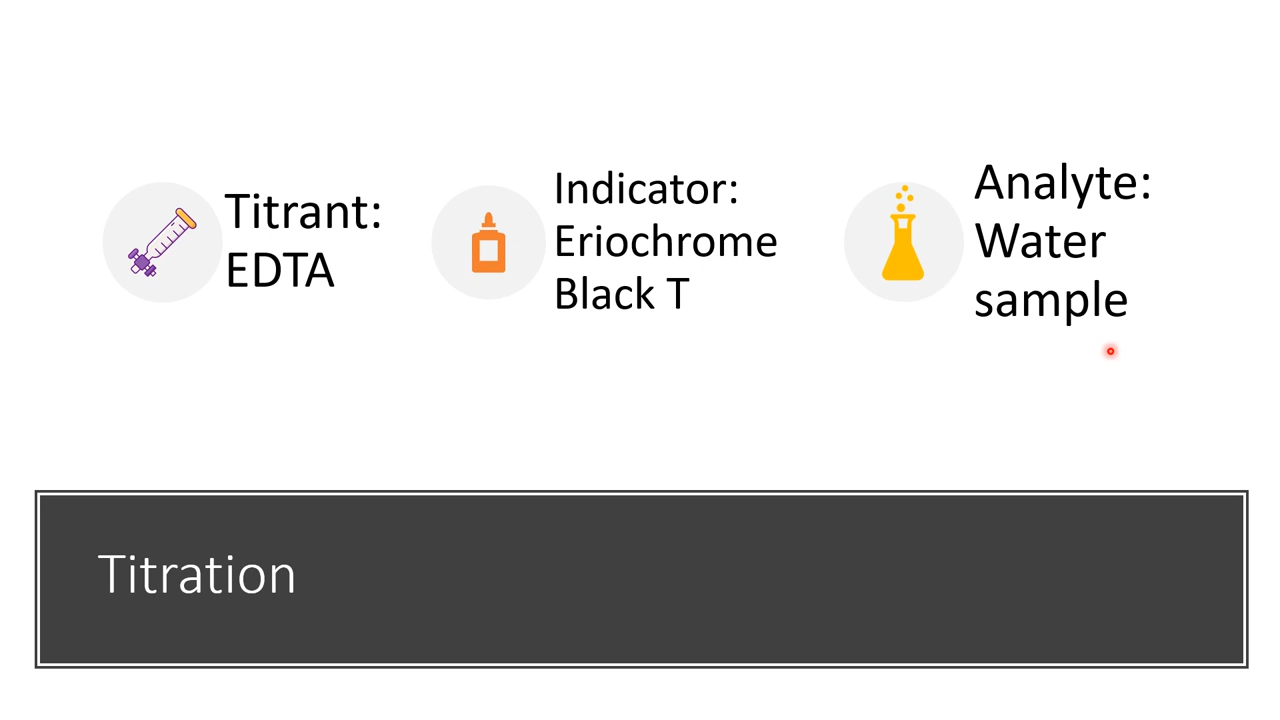 Titrant:
EDTA
Indicator:
Eriochrome
Black T
Analyte:
Water
sample
Titration